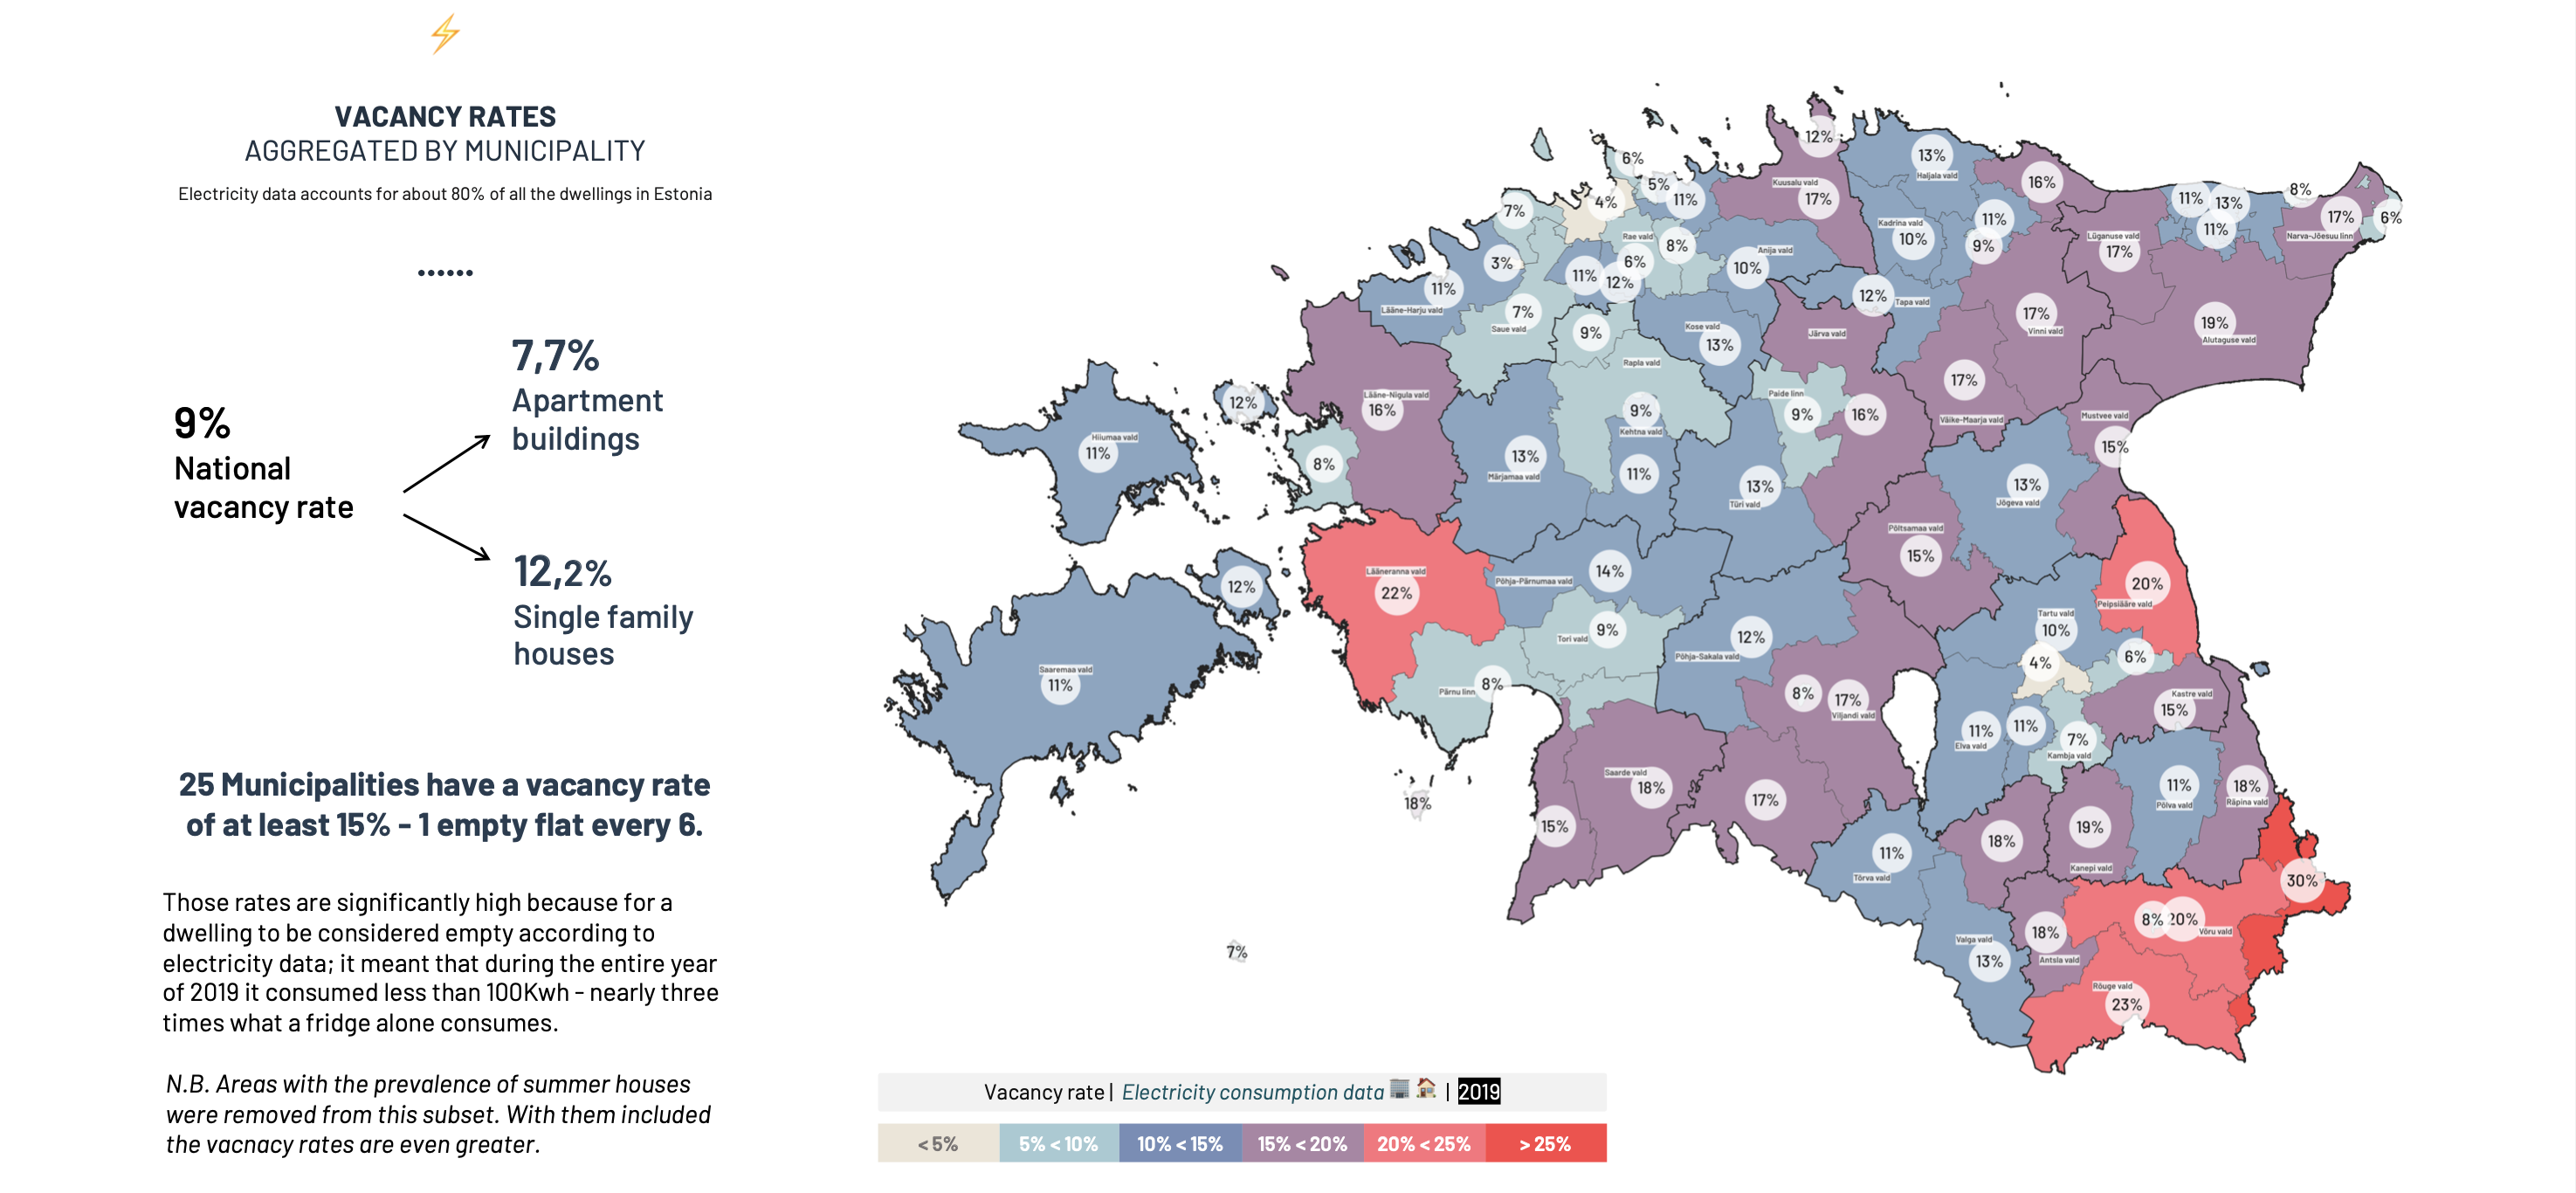 VACANCY RATES
AGGREGATED BY MUNICIPALITY
Electricity data accounts for about 80% of all the dwellings in Estonia
......
9%
National
vacancy rate
7,7%
Apartment
buildings
12,2%
Single family
houses
25 Municipalities have a vacancy rate
of at least 15% - 1 empty flat every 6.
Those rates are significantly high because for a
dwelling to be considered empty according to
electricity data; it meant that during the entire year
of 2019 it consumed less than 100Kwh - nearly three
times what a fridge alone consumes.
N.B. Areas with the prevalence of summer houses
were removed from this subset. With them included
the vacnacy rates are even greater.
12%
6%
13%
Haljala vald
5%
Kuusalu vald
16%
8%
4%
11%
17%
11%
13%
7%
11%
17%
6%
Kadrina vald
11%
Rae vald
8%
10%
9%
Lüganuse vald
Narva-Jõesuu linn
Anija vald
17%
3%
6%
10%
11%
12%
11%
12%
Tapa vald
Lääne-Harju vald
7%
17%
19%
Saue vald
Kose vald
Vinni vald
9%
Järva vald
Alutaguse vald
13%
Rapla vald
17%
Lääne-Nigula vald
Paide linn
12%
16%
9%
9%
16%
Mustvee vald
Väike-Maarja vald
Hiiumaa vald
Kehtna vald
11%
15%
8%
13%
11%
13%
13%
Märjamaa vald
Türi vald
Jõgeva vald
Põltsamaa vald
15%
Lääneranna vald
14%
12%
22%
Põhja-Pärnumaa vald
20%
Peipsiääre vald
Tartu vald
Tori vald
9%
12%
10%
Põhja-Sakala vald
4%
6%
Saaremaa vald
11%
Pärnu linn
8%
8%
17%
Kastre vald
Viljandi vald
15%
11%
11%
7%
Elva vald
Kambja vald
Saarde vald
18%
17%
11%
18%
18%
Põlva vald
Räpina vald
15%
18%
19%
11%
Kanepi vald
Tõrva vald
30%
8%
20%
Võru vald
18%
Valga vald
13%
Antsla vald
7%
Rõuge vald
23%
Vacancy rate | Electricity consumption data | 2019
< 5%
5% < 10%
10% < 15%
15% < 20%
20% < 25%
> 25%